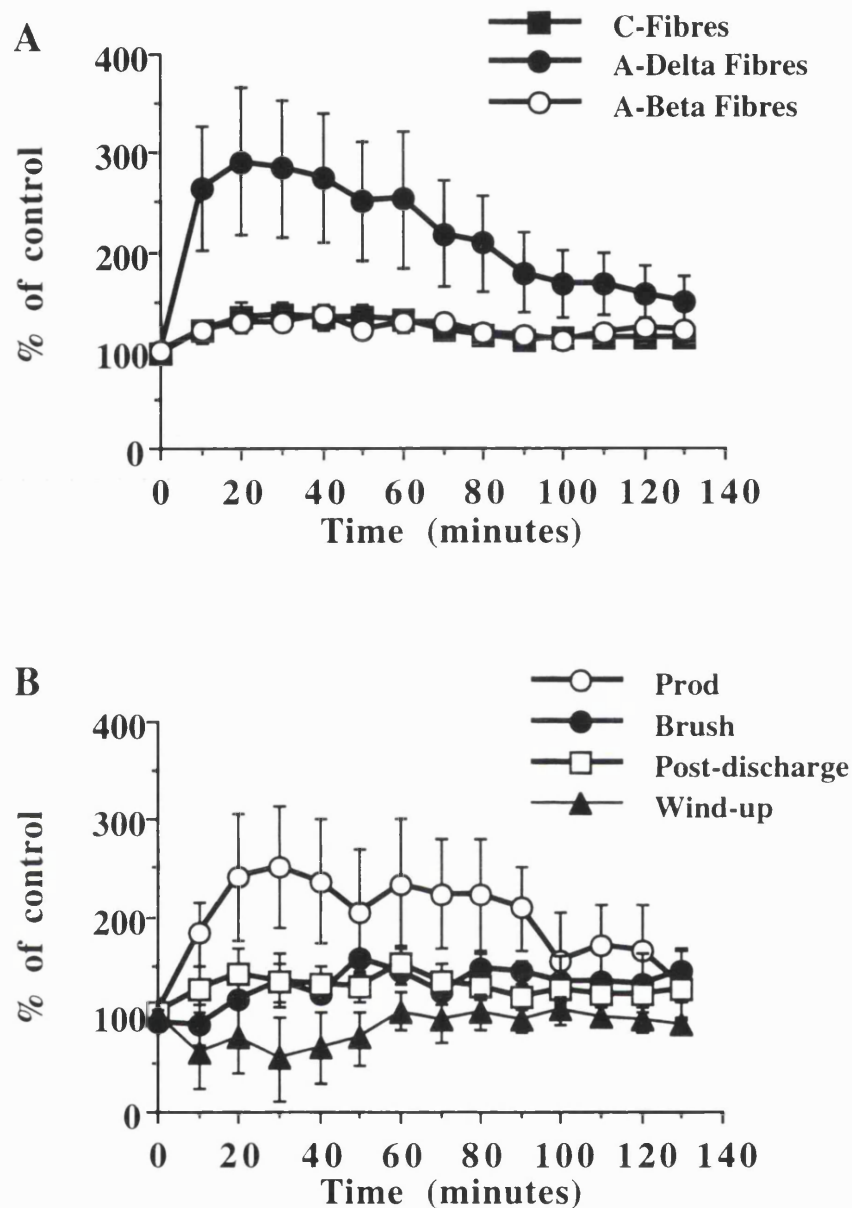 A
C-Fibres
A-Delta Fibres
A-Beta Fibres
400
300
200
100
0
% of control
0 20 40 60 80 100 120 140
Time (minutes)
B
Prod
Brush
Post-discharge
Wind-up
400
300
200
100
0
% of control
0 20 40 60 80 100 120 140
Time (minutes)